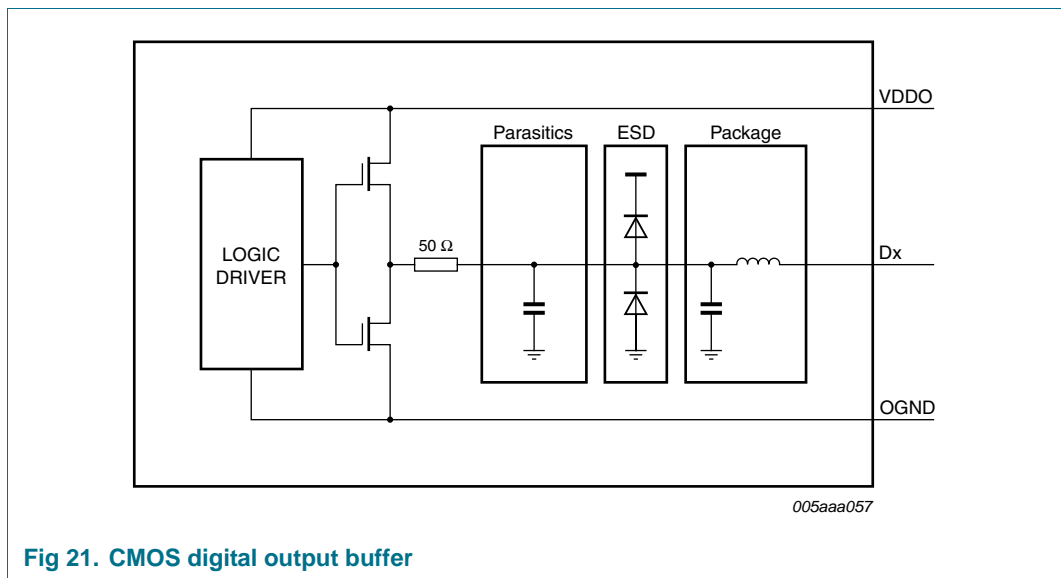 VDDO
Parasitics
ESD
Package
LOGIC
DRIVER
50 Ω
Dx
OGND
005aaa057
Fig 21. CMOS digital output buffer